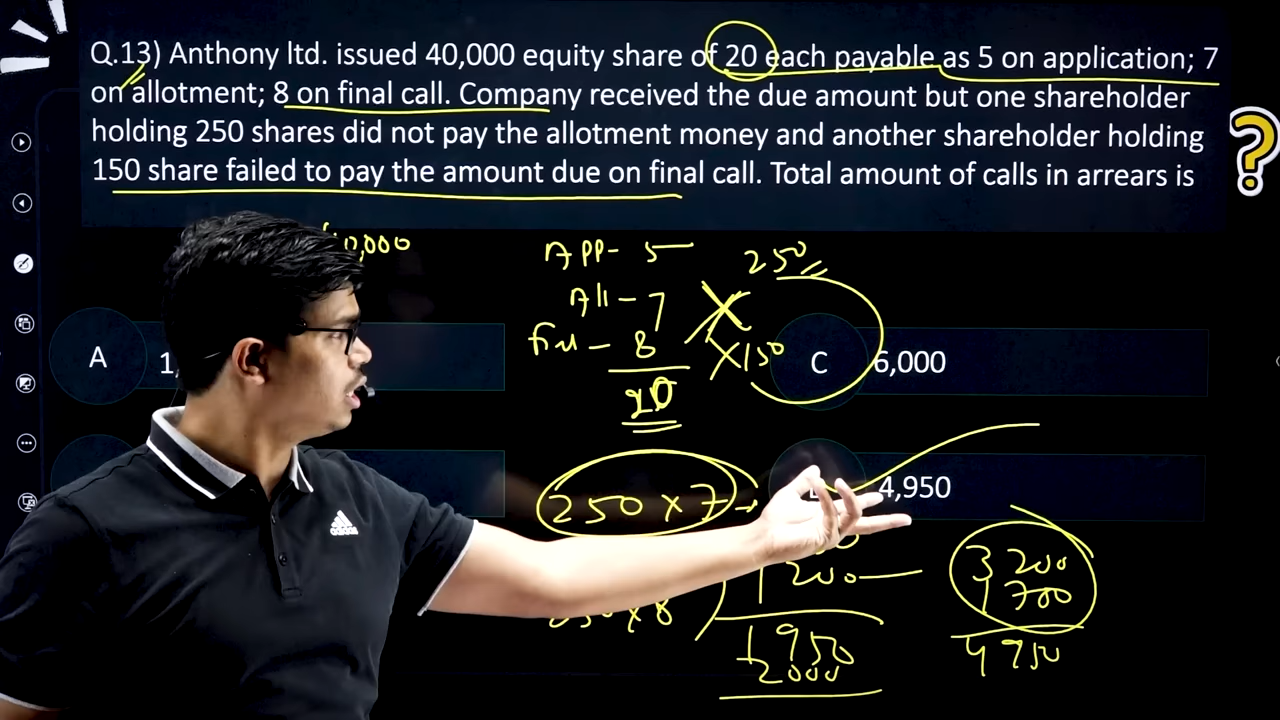 Q.13) Anthony ltd. issued 40,000 equity share of 20 each payable as 5 on application; 7
on allotment; 8 on final call. Company received the due amount but one shareholder
holding 250 shares did not pay the allotment money and another shareholder holding
150 share failed to pay the amount due on final call. Total amount of calls in arrears is
App- 5
250
All - 7
8
150
20
A
1,
C
6,000
250 x 7
4,950
1200
3200
1700
x 8
1950
2000
4950
adidas